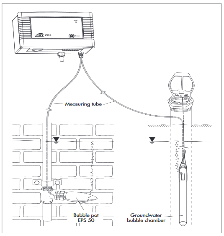 Measuring tube
Bubble pot
EPS 50
Groundwater
bubble chamber